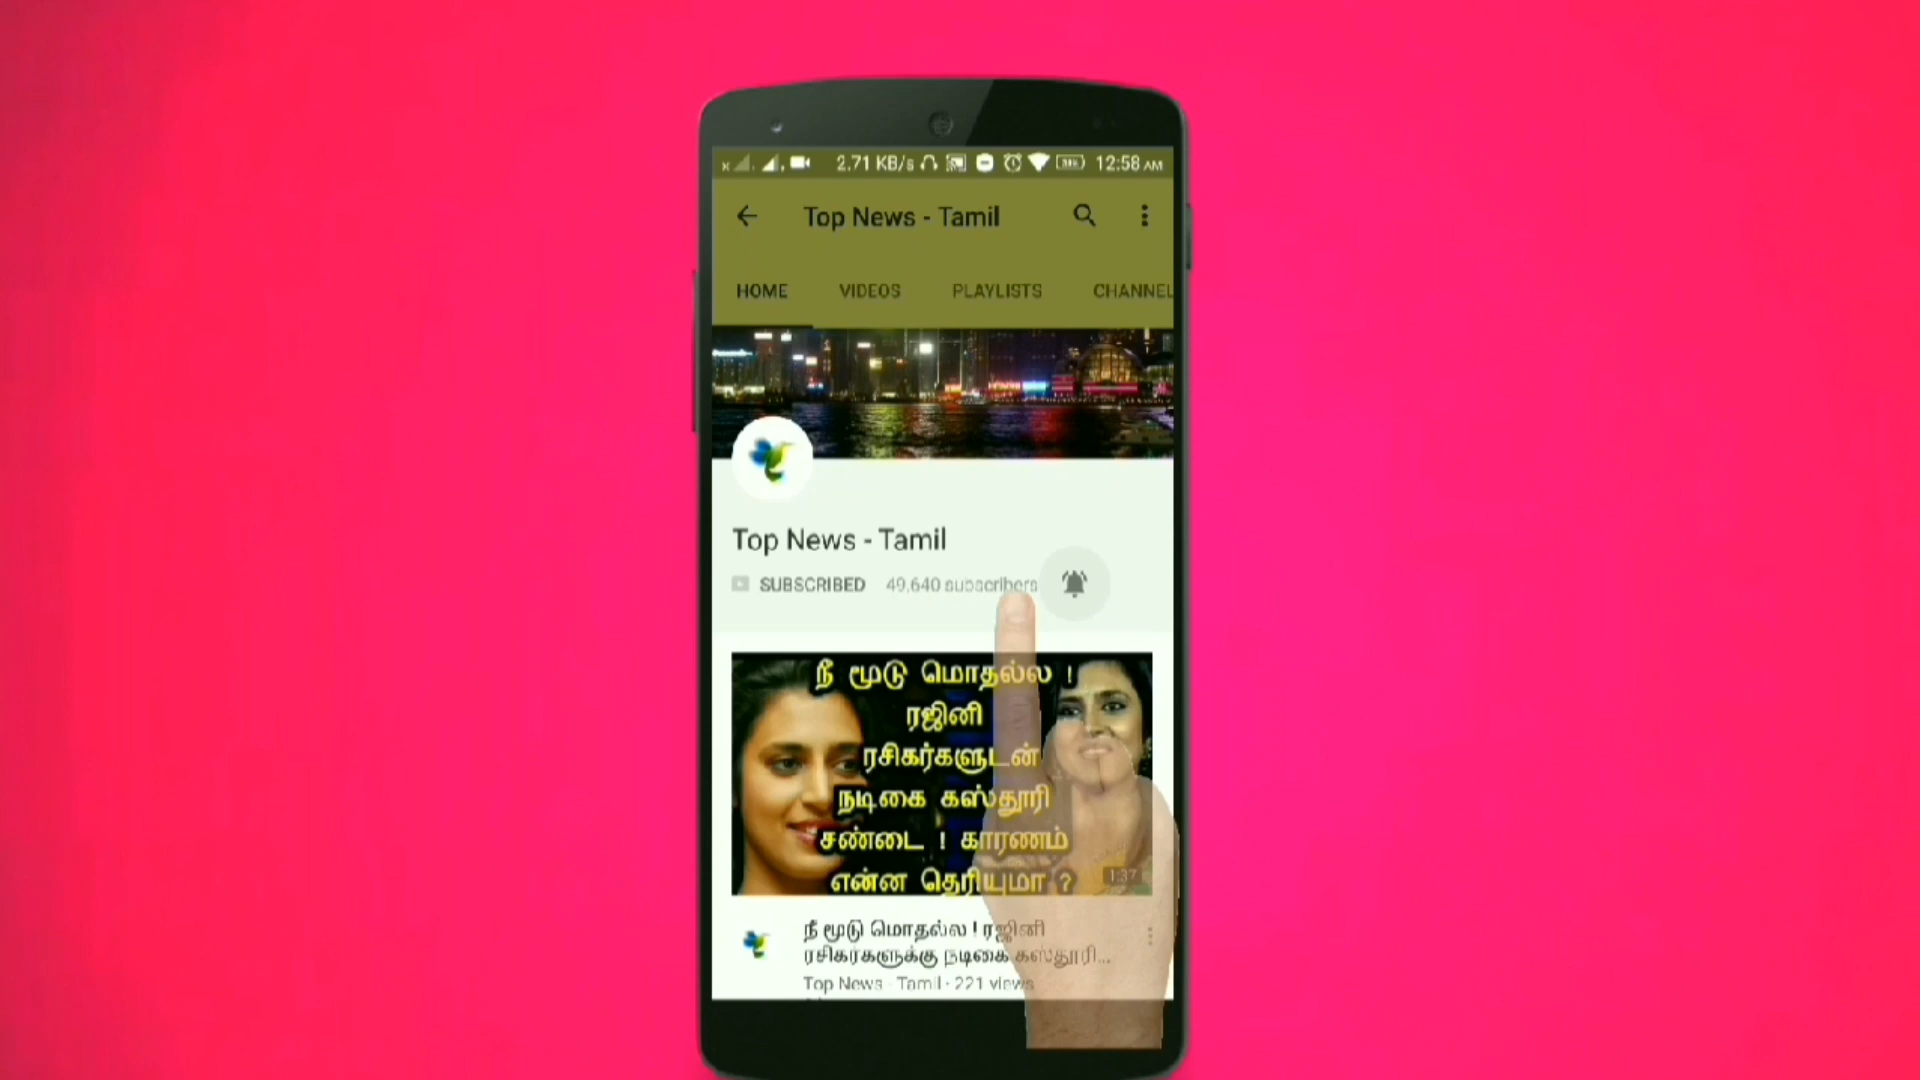 2.71 KB/s 12:58 AM
Top News - Tamil
HOME VIDEOS PLAYLISTS CHANNEL
Top News - Tamil
SUBSCRIBED 49,640 subscribers
நீ மூடு மொதல்ல !
ரஜினி
ரசிகர்களுடன்
நடிகை கஸ்தூரி
சண்டை ! காரணம்
என்ன தெரியுமா ?
1:37
நீ மூடு மொதல்ல ! ரஜினி
ரசிகர்களுக்கு நடிகை கஸ்தூரி...
Top News - Tamil · 221 views